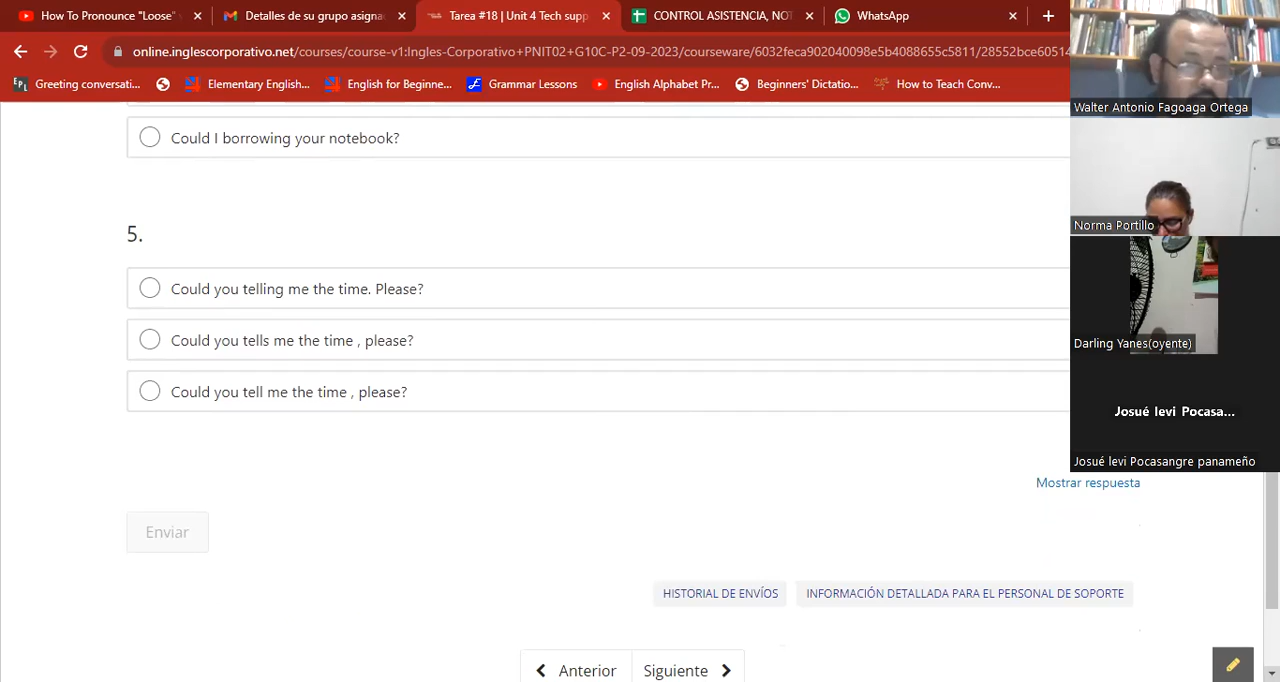 How To Pronounce "Loose"
Detalles de su grupo asigna
Tarea #18 | Unit 4 Tech supp
CONTROL ASISTENCIA, NOT
WhatsApp
online.inglescorporativo.net/courses/course-v1:Ingles-Corporativo+PNIT02+G10C-P2-09-2023/courseware/6032feca902040098e5b4088655c5811/28552bce60514
Greeting conversati...
Elementary English...
English for Beginne...
Grammar Lessons
English Alphabet Pr...
Beginners' Dictatio...
How to Teach Conv...
Walter Antonio Fagoaga Ortega
Could I borrowing your notebook?
Norma Portillo
5.
Could you telling me the time. Please?
Could you tells me the time , please?
Darling Yanes(oyente)
Could you tell me the time , please?
Josué levi Pocasa...
Josué levi Pocasangre panameño
Mostrar respuesta
Enviar
HISTORIAL DE ENVÍOS
INFORMACIÓN DETALLADA PARA EL PERSONAL DE SOPORTE
Anterior
Siguiente